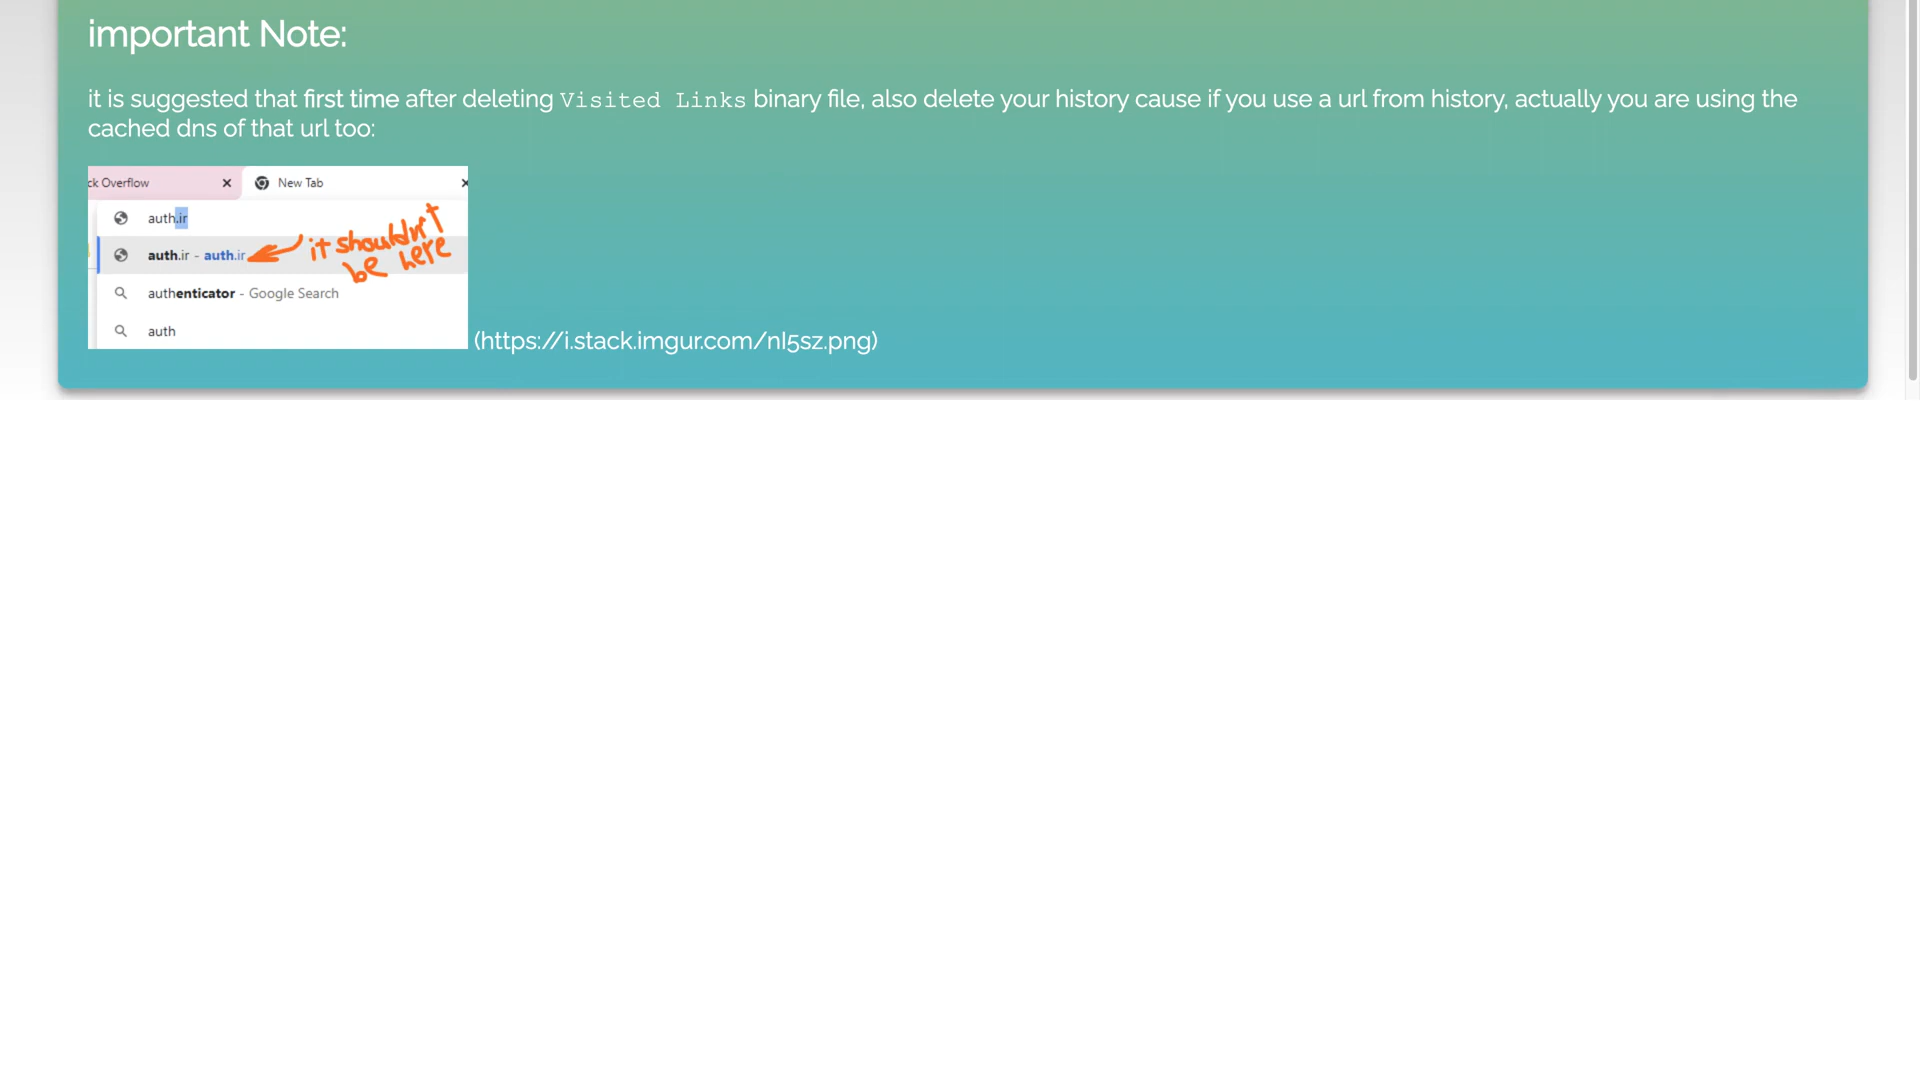 important Note:
it is suggested that first time after deleting Visited Links binary file, also delete your history cause if you use a url from history, actually you are using the
cached dns of that url too:
ck Overflow
New Tab
auth.ir
auth.ir - auth.ir
it shouldn't
be here
authenticator - Google Search
auth
(https://i.stack.imgur.com/nI5sz.png)